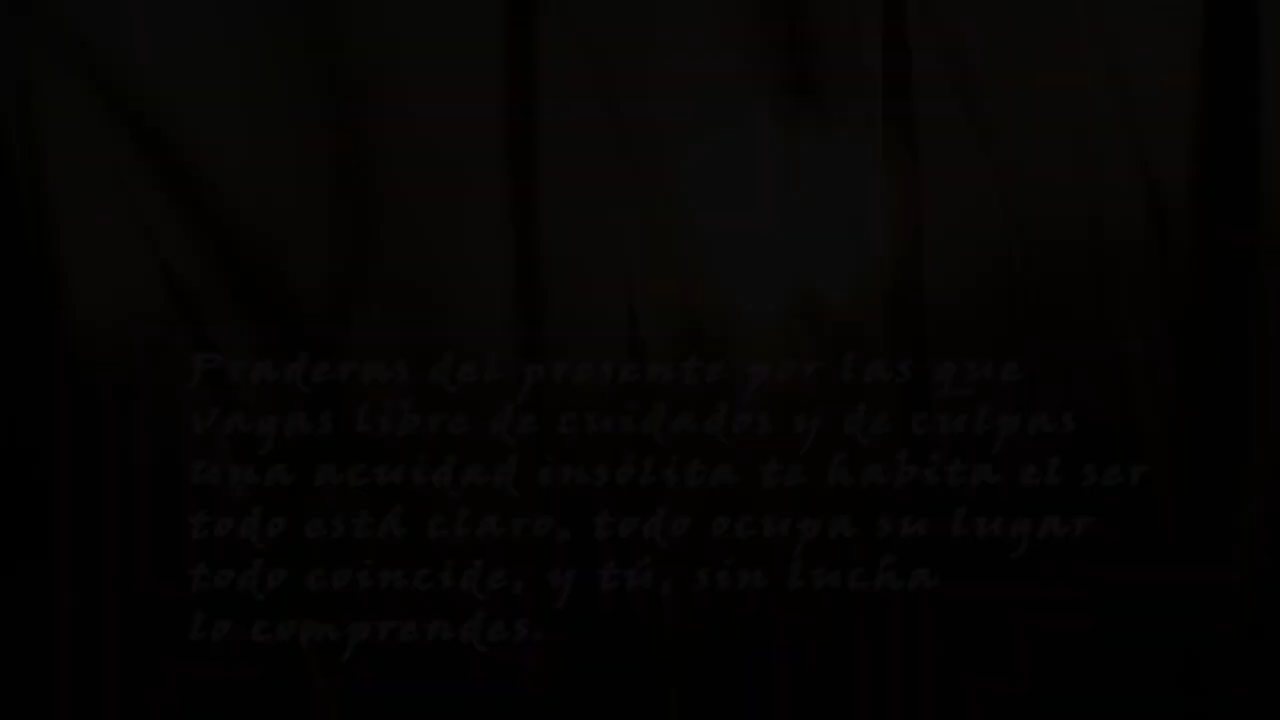 Praderas del presente por las que
vagas libre de cuidados y de culpas
una acuidad insólita te habita el ser
todo está claro, todo ocupa su lugar
todo coincide, y tú, sin lucha
lo comprendes.